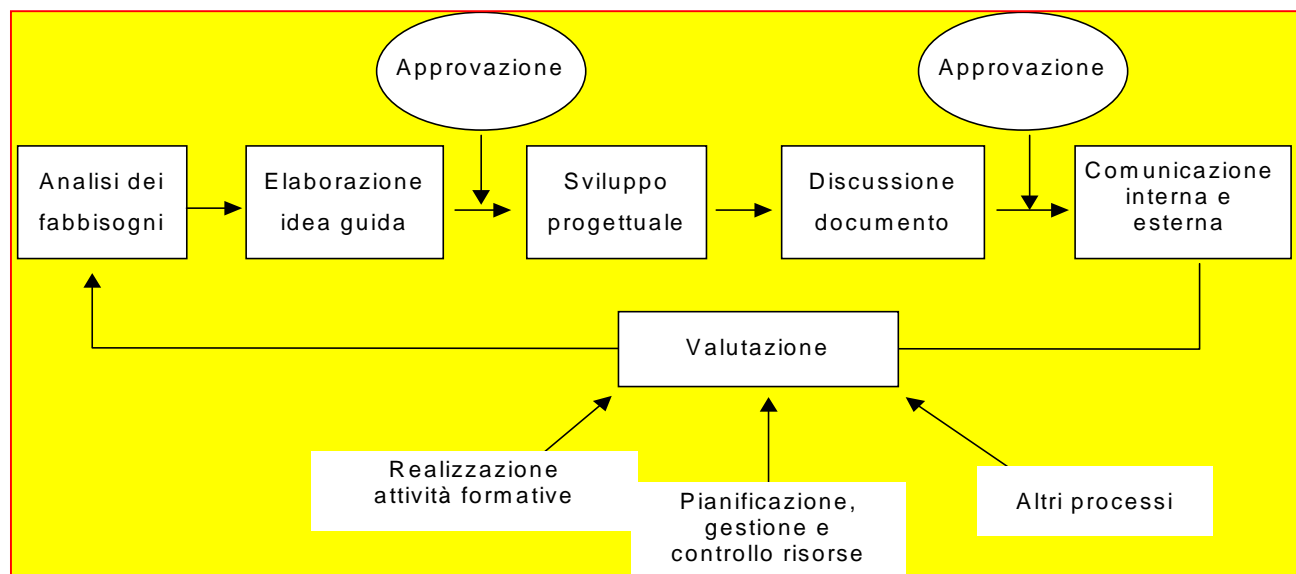 Approvazione
Approvazione
Analisi dei
fabbisogni
Elaborazione
idea guida
Sviluppo
progettuale
Discussione
documento
Comunicazione
interna e
esterna
Valutazione
Realizzazione
attività formative
Pianificazione,
gestione e
controllo risorse
Altri processi